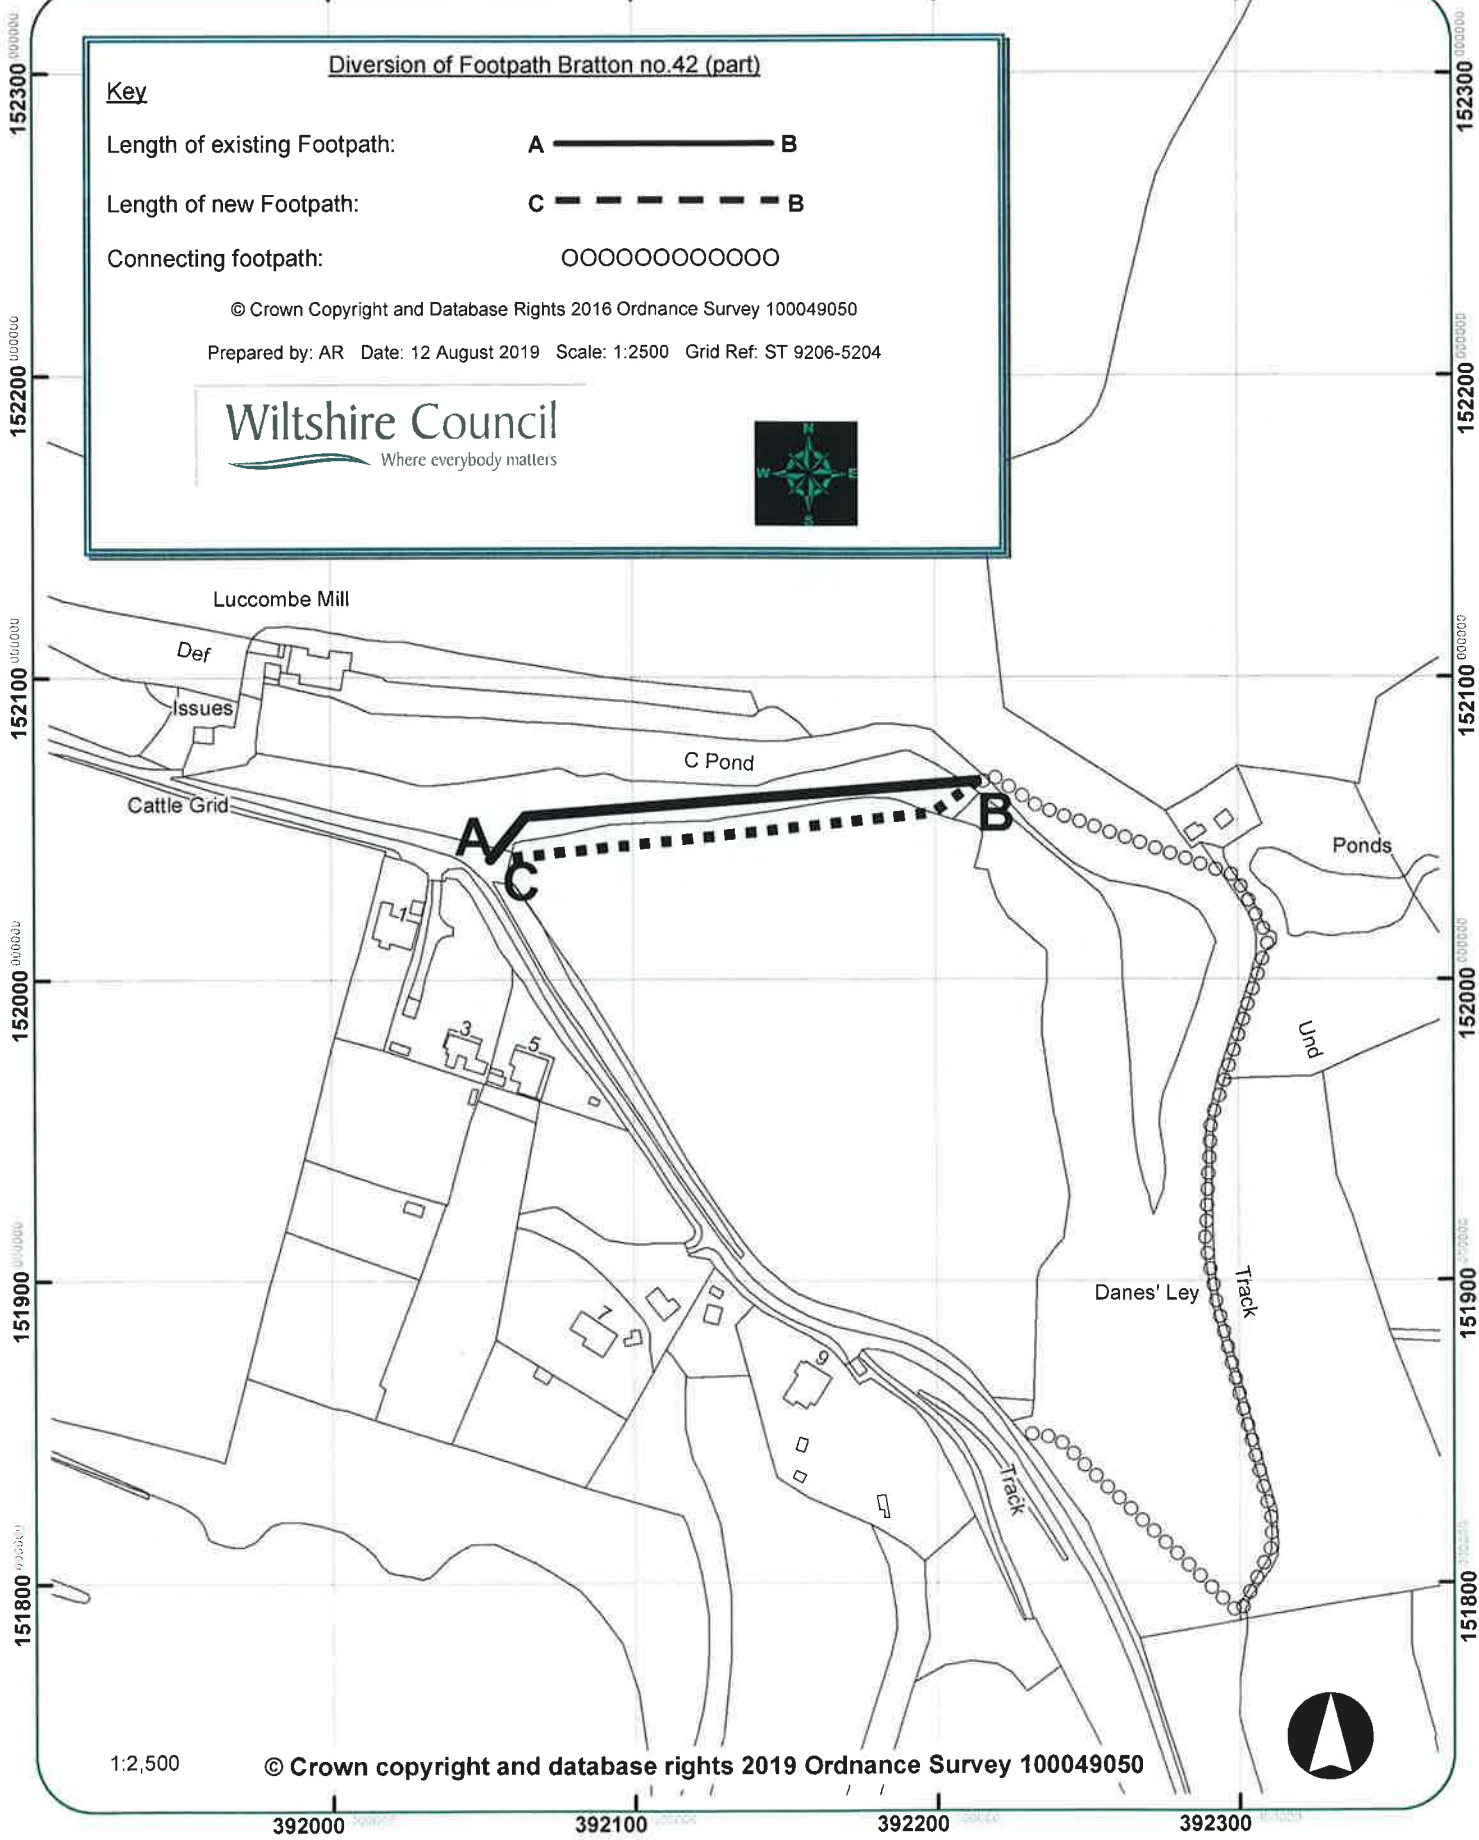 Diversion of Footpath Bratton no.42 (part)
Key
Length of existing Footpath: A B
Length of new Footpath: C B
Connecting footpath: OOOOOOOOOOOO
© Crown Copyright and Database Rights 2016 Ordnance Survey 100049050
Prepared by: AR Date: 12 August 2019 Scale: 1:2500 Grid Ref: ST 9206-5204
Wiltshire Council
Where everybody matters
N
W E
S
152300
152300
152200
152200
Luccombe Mill
Def
152100
152100
Issues
C Pond
Cattle Grid
A
B
C
Ponds
1
152000
152000
3
5
Und
151900
151900
Danes' Ley
Track
7
9
Track
151800
151800
1:2,500
© Crown copyright and database rights 2019 Ordnance Survey 100049050
392000
392100
392200
392300